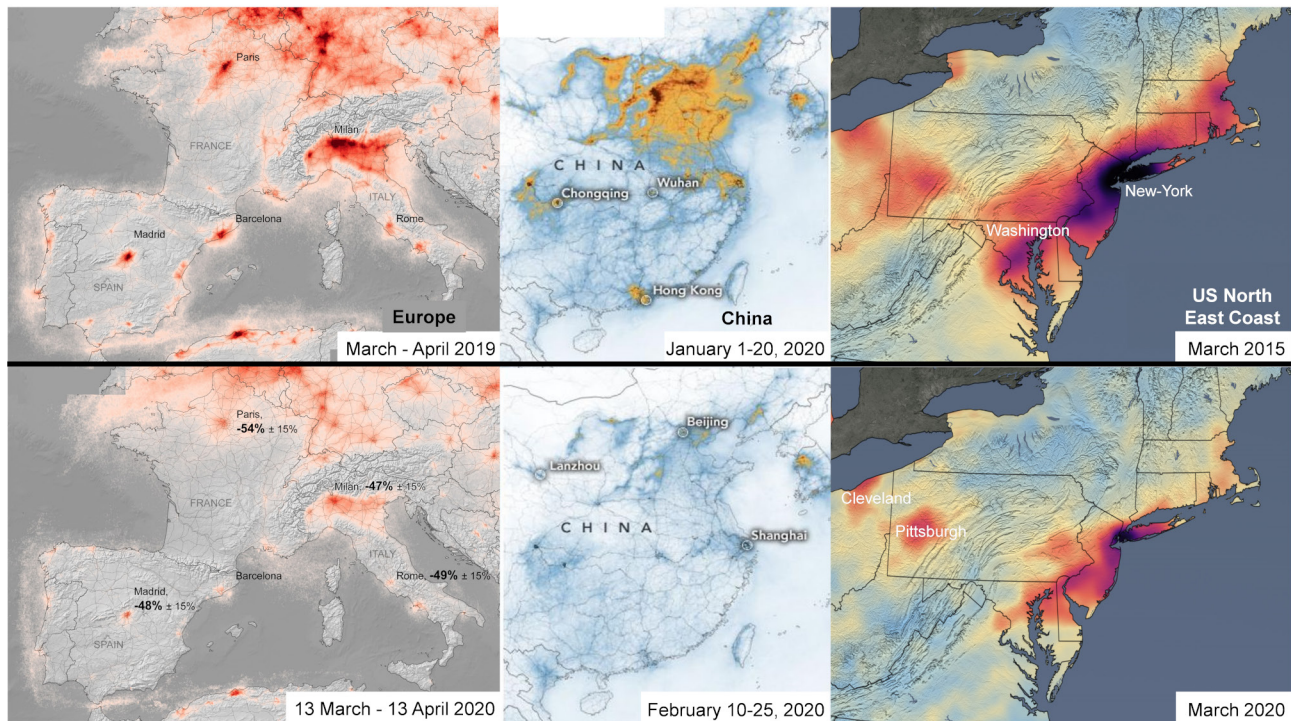 Paris
FRANCE
Milan
ITALY
Barcelona
Rome
Madrid
SPAIN
Europe
March - April 2019
CHINA
Wuhan
Chongqing
Hong Kong
China
January 1-20, 2020
New-York
Washington
US North
East Coast
March 2015
Paris,
-54% ± 15%
Milan, -47% ± 15%
FRANCE
ITALY
Barcelona
Rome, -49% ± 15%
Madrid,
-48% ± 15%
SPAIN
13 March - 13 April 2020
Beijing
Lanzhou
CHINA
Shanghai
February 10-25, 2020
Cleveland
Pittsburgh
March 2020